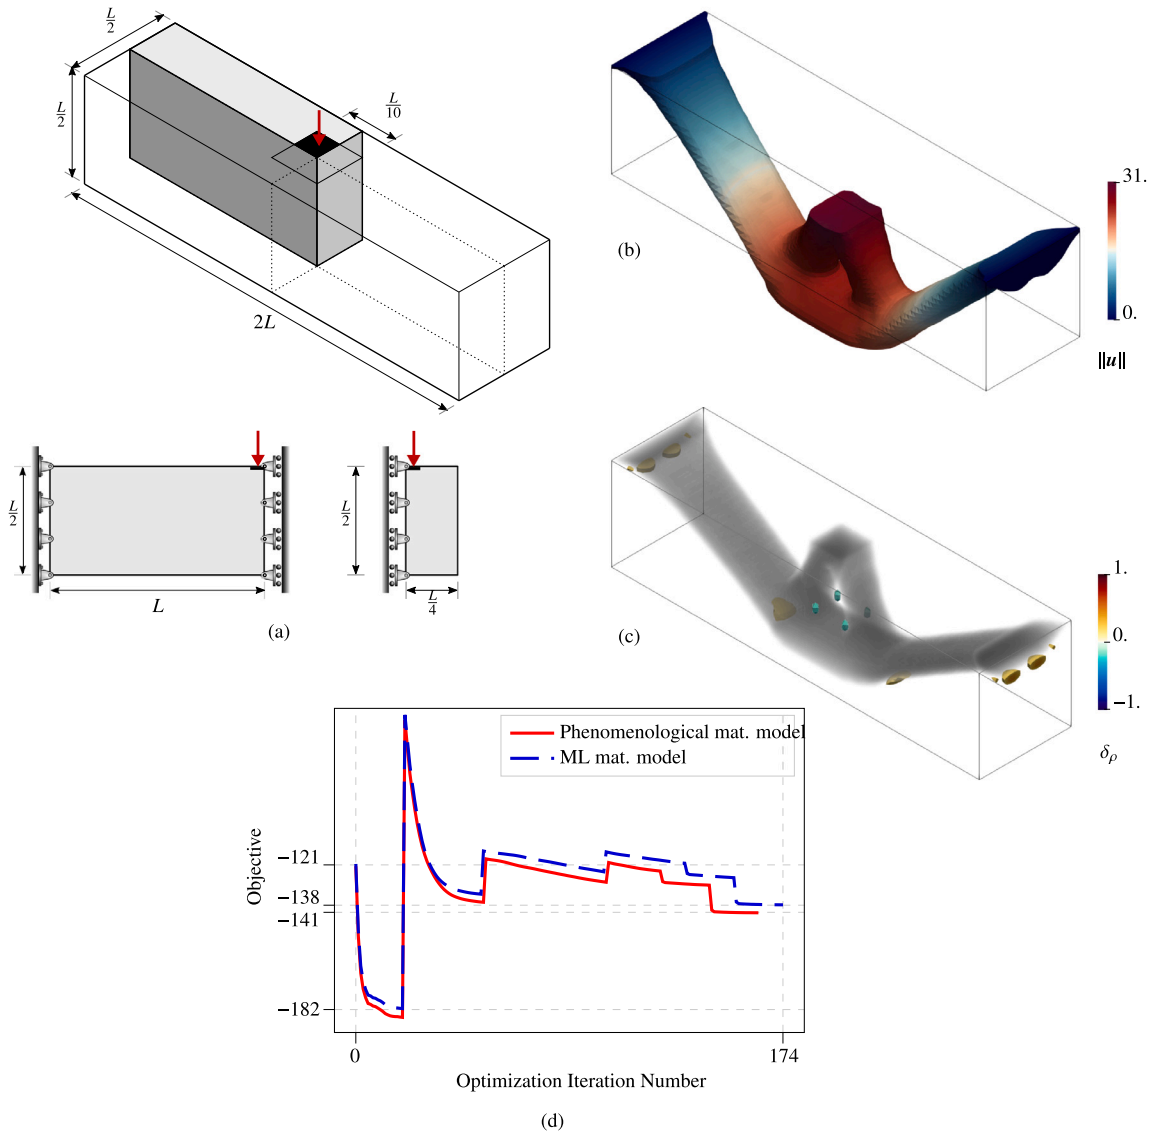 L/2
L/2
L/10
2L
L/2
L
L/2
L/4
(a)
(b)
31.
0.
‖u‖
(c)
1.
0.
−1.
δρ
Phenomenological mat. model
ML mat. model
Objective
−121
−138
−141
−182
0
174
Optimization Iteration Number
(d)